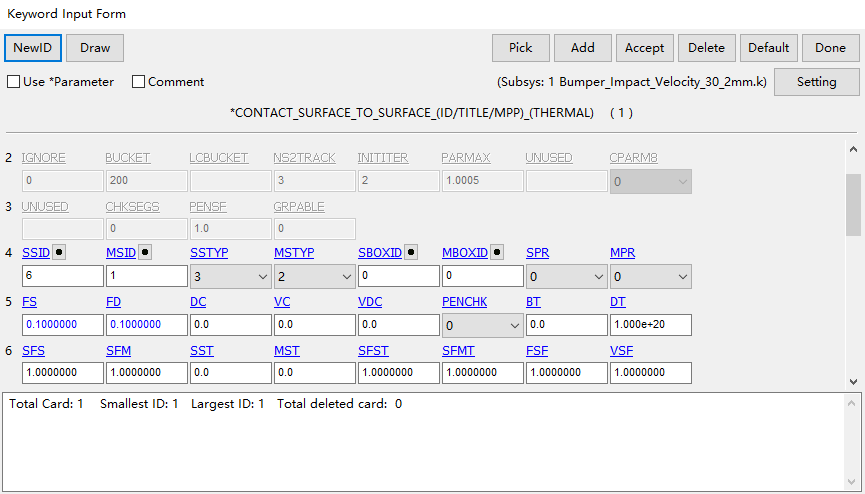 Keyword Input Form
NewID Draw Pick Add Accept Delete Default Done
Use *Parameter Comment (Subsys: 1 Bumper_Impact_Velocity_30_2mm.k) Setting
*CONTACT_SURFACE_TO_SURFACE_(ID/TITLE/MPP)_(THERMAL) ( 1 )
2 IGNORE BUCKET LCBUCKET NS2TRACK INITITER PARMAX UNUSED CPARM8
0 200 3 2 1.0005 0
3 UNUSED CHKSEGS PENSF GRPABLE
0 1.0 0
4 SSID MSID SSTYP MSTYP SBOXID MBOXID SPR MPR
6 1 3 2 0 0 0 0
5 FS FD DC VC VDC PENCHK BT DT
0.1000000 0.1000000 0.0 0.0 0.0 0 0.0 1.000e+20
6 SFS SFM SST MST SFST SFMT FSF VSF
1.0000000 1.0000000 0.0 0.0 1.0000000 1.0000000 1.0000000 1.0000000
Total Card: 1 Smallest ID: 1 Largest ID: 1 Total deleted card: 0